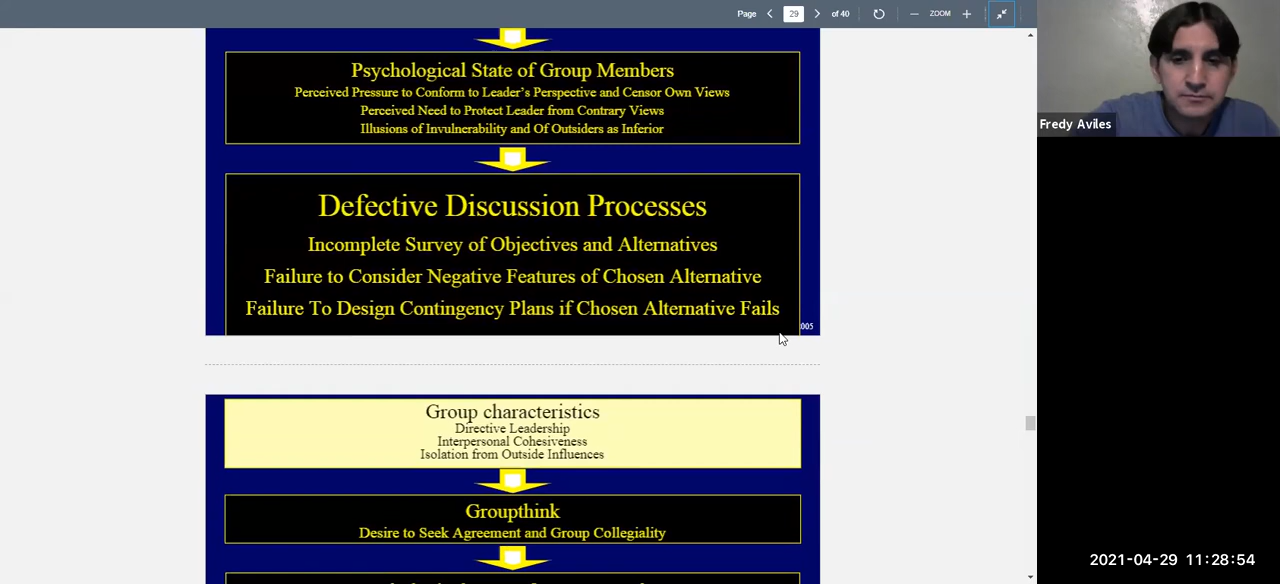 Page 29 of 40 ZOOM
Psychological State of Group Members
Perceived Pressure to Conform to Leader's Perspective and Censor Own Views
Perceived Need to Protect Leader from Contrary Views
Illusions of Invulnerability and Of Outsiders as Inferior
Fredy Aviles
Defective Discussion Processes
Incomplete Survey of Objectives and Alternatives
Failure to Consider Negative Features of Chosen Alternative
Failure To Design Contingency Plans if Chosen Alternative Fails
005
Group characteristics
Directive Leadership
Interpersonal Cohesiveness
Isolation from Outside Influences
Groupthink
Desire to Seek Agreement and Group Collegiality
2021-04-29 11:28:54